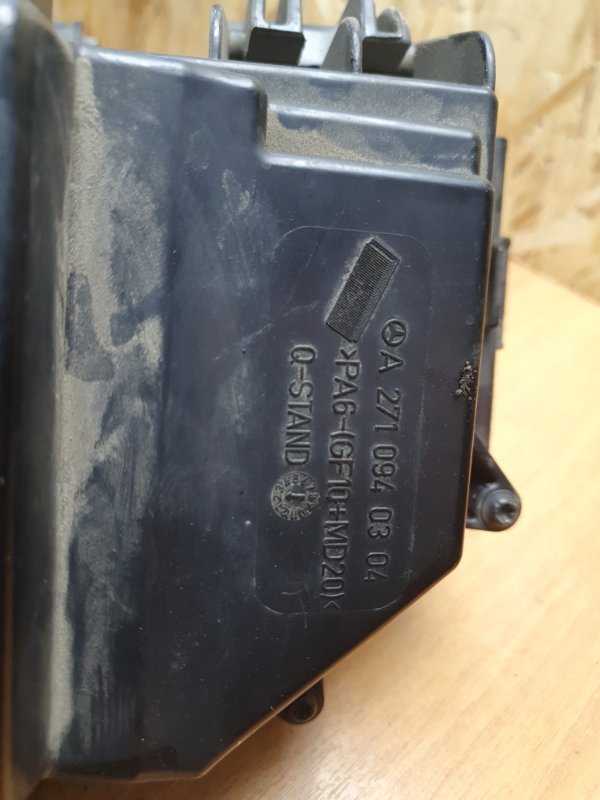 A 271 094 03 04
>PA6-(GF10+MD20)<
Q-STAND